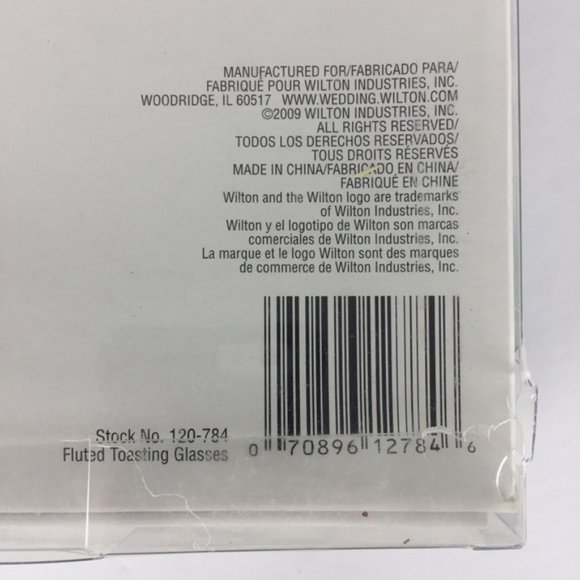 MANUFACTURED FOR/FABRICADO PARA/
FABRIQUÉ POUR WILTON INDUSTRIES, INC.
WOODRIDGE, IL 60517 WWW.WEDDING.WILTON.COM
©2009 WILTON INDUSTRIES, INC.
ALL RIGHTS RESERVED/
TODOS LOS DERECHOS RESERVADOS/
TOUS DROITS RÉSERVÉS
MADE IN CHINA/FABRICADO EN CHINA/
FABRIQUÉ EN CHINE
Wilton and the Wilton logo are trademarks
of Wilton Industries, Inc.
Wilton y el logotipo de Wilton son marcas
comerciales de Wilton Industries, Inc.
La marque et le logo Wilton sont des marques
de commerce de Wilton Industries, Inc.
Stock No. 120-784
Fluted Toasting Glasses
0 70896 12784 6